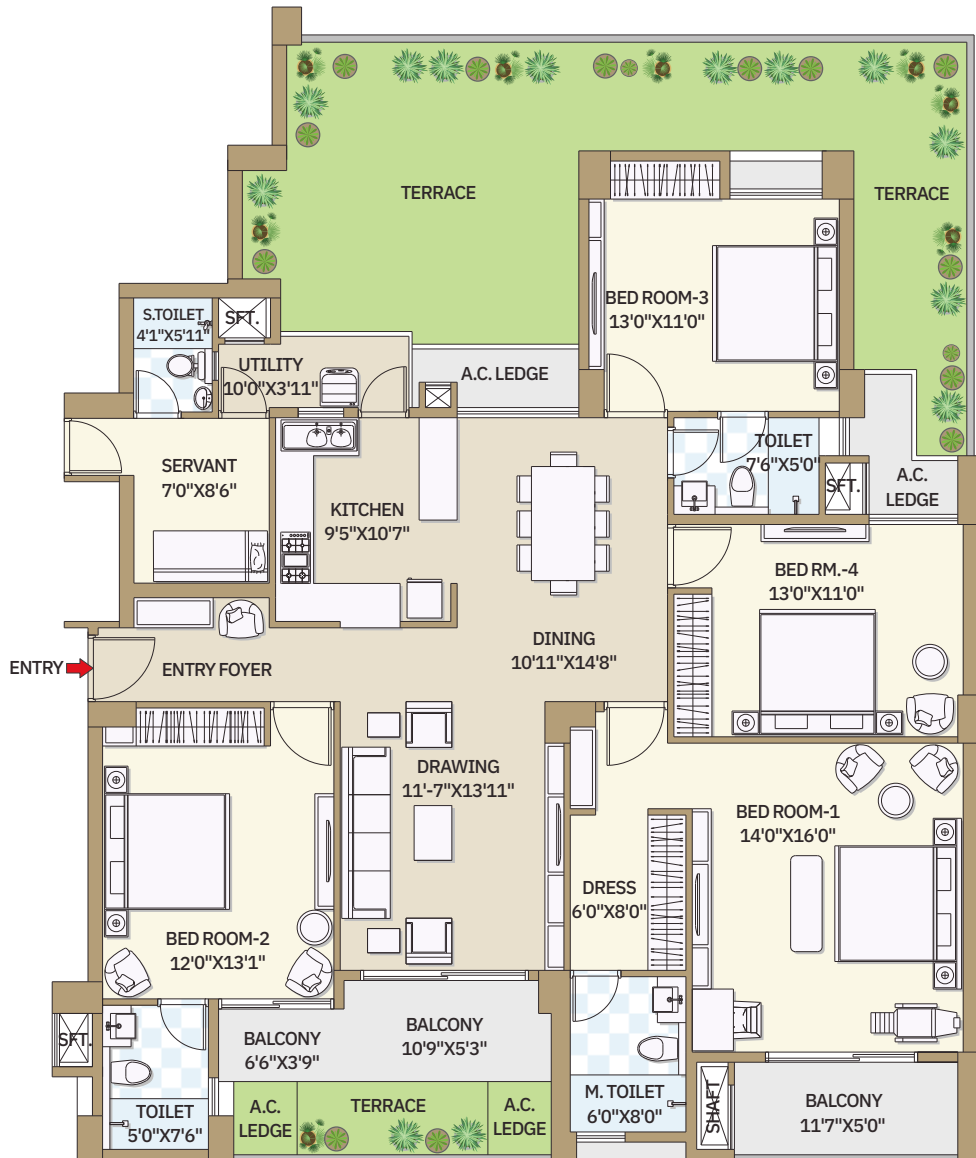 TERRACE
TERRACE
BED ROOM-3
13'0"X11'0"
S.TOILET
4'1"X5'11"
SFT.
UTILITY
10'0"X3'11"
A.C. LEDGE
TOILET
7'6"X5'0"
SFT.
A.C.
LEDGE
SERVANT
7'0"X8'6"
KITCHEN
9'5"X10'7"
BED RM.-4
13'0"X11'0"
DINING
10'11"X14'8"
ENTRY
ENTRY FOYER
DRAWING
11'-7"X13'11"
BED ROOM-1
14'0"X16'0"
DRESS
6'0"X8'0"
BED ROOM-2
12'0"X13'1"
SFT.
BALCONY
6'6"X3'9"
BALCONY
10'9"X5'3"
M. TOILET
6'0"X8'0"
SHAFT
BALCONY
11'7"X5'0"
TOILET
5'0"X7'6"
A.C.
LEDGE
TERRACE
A.C.
LEDGE